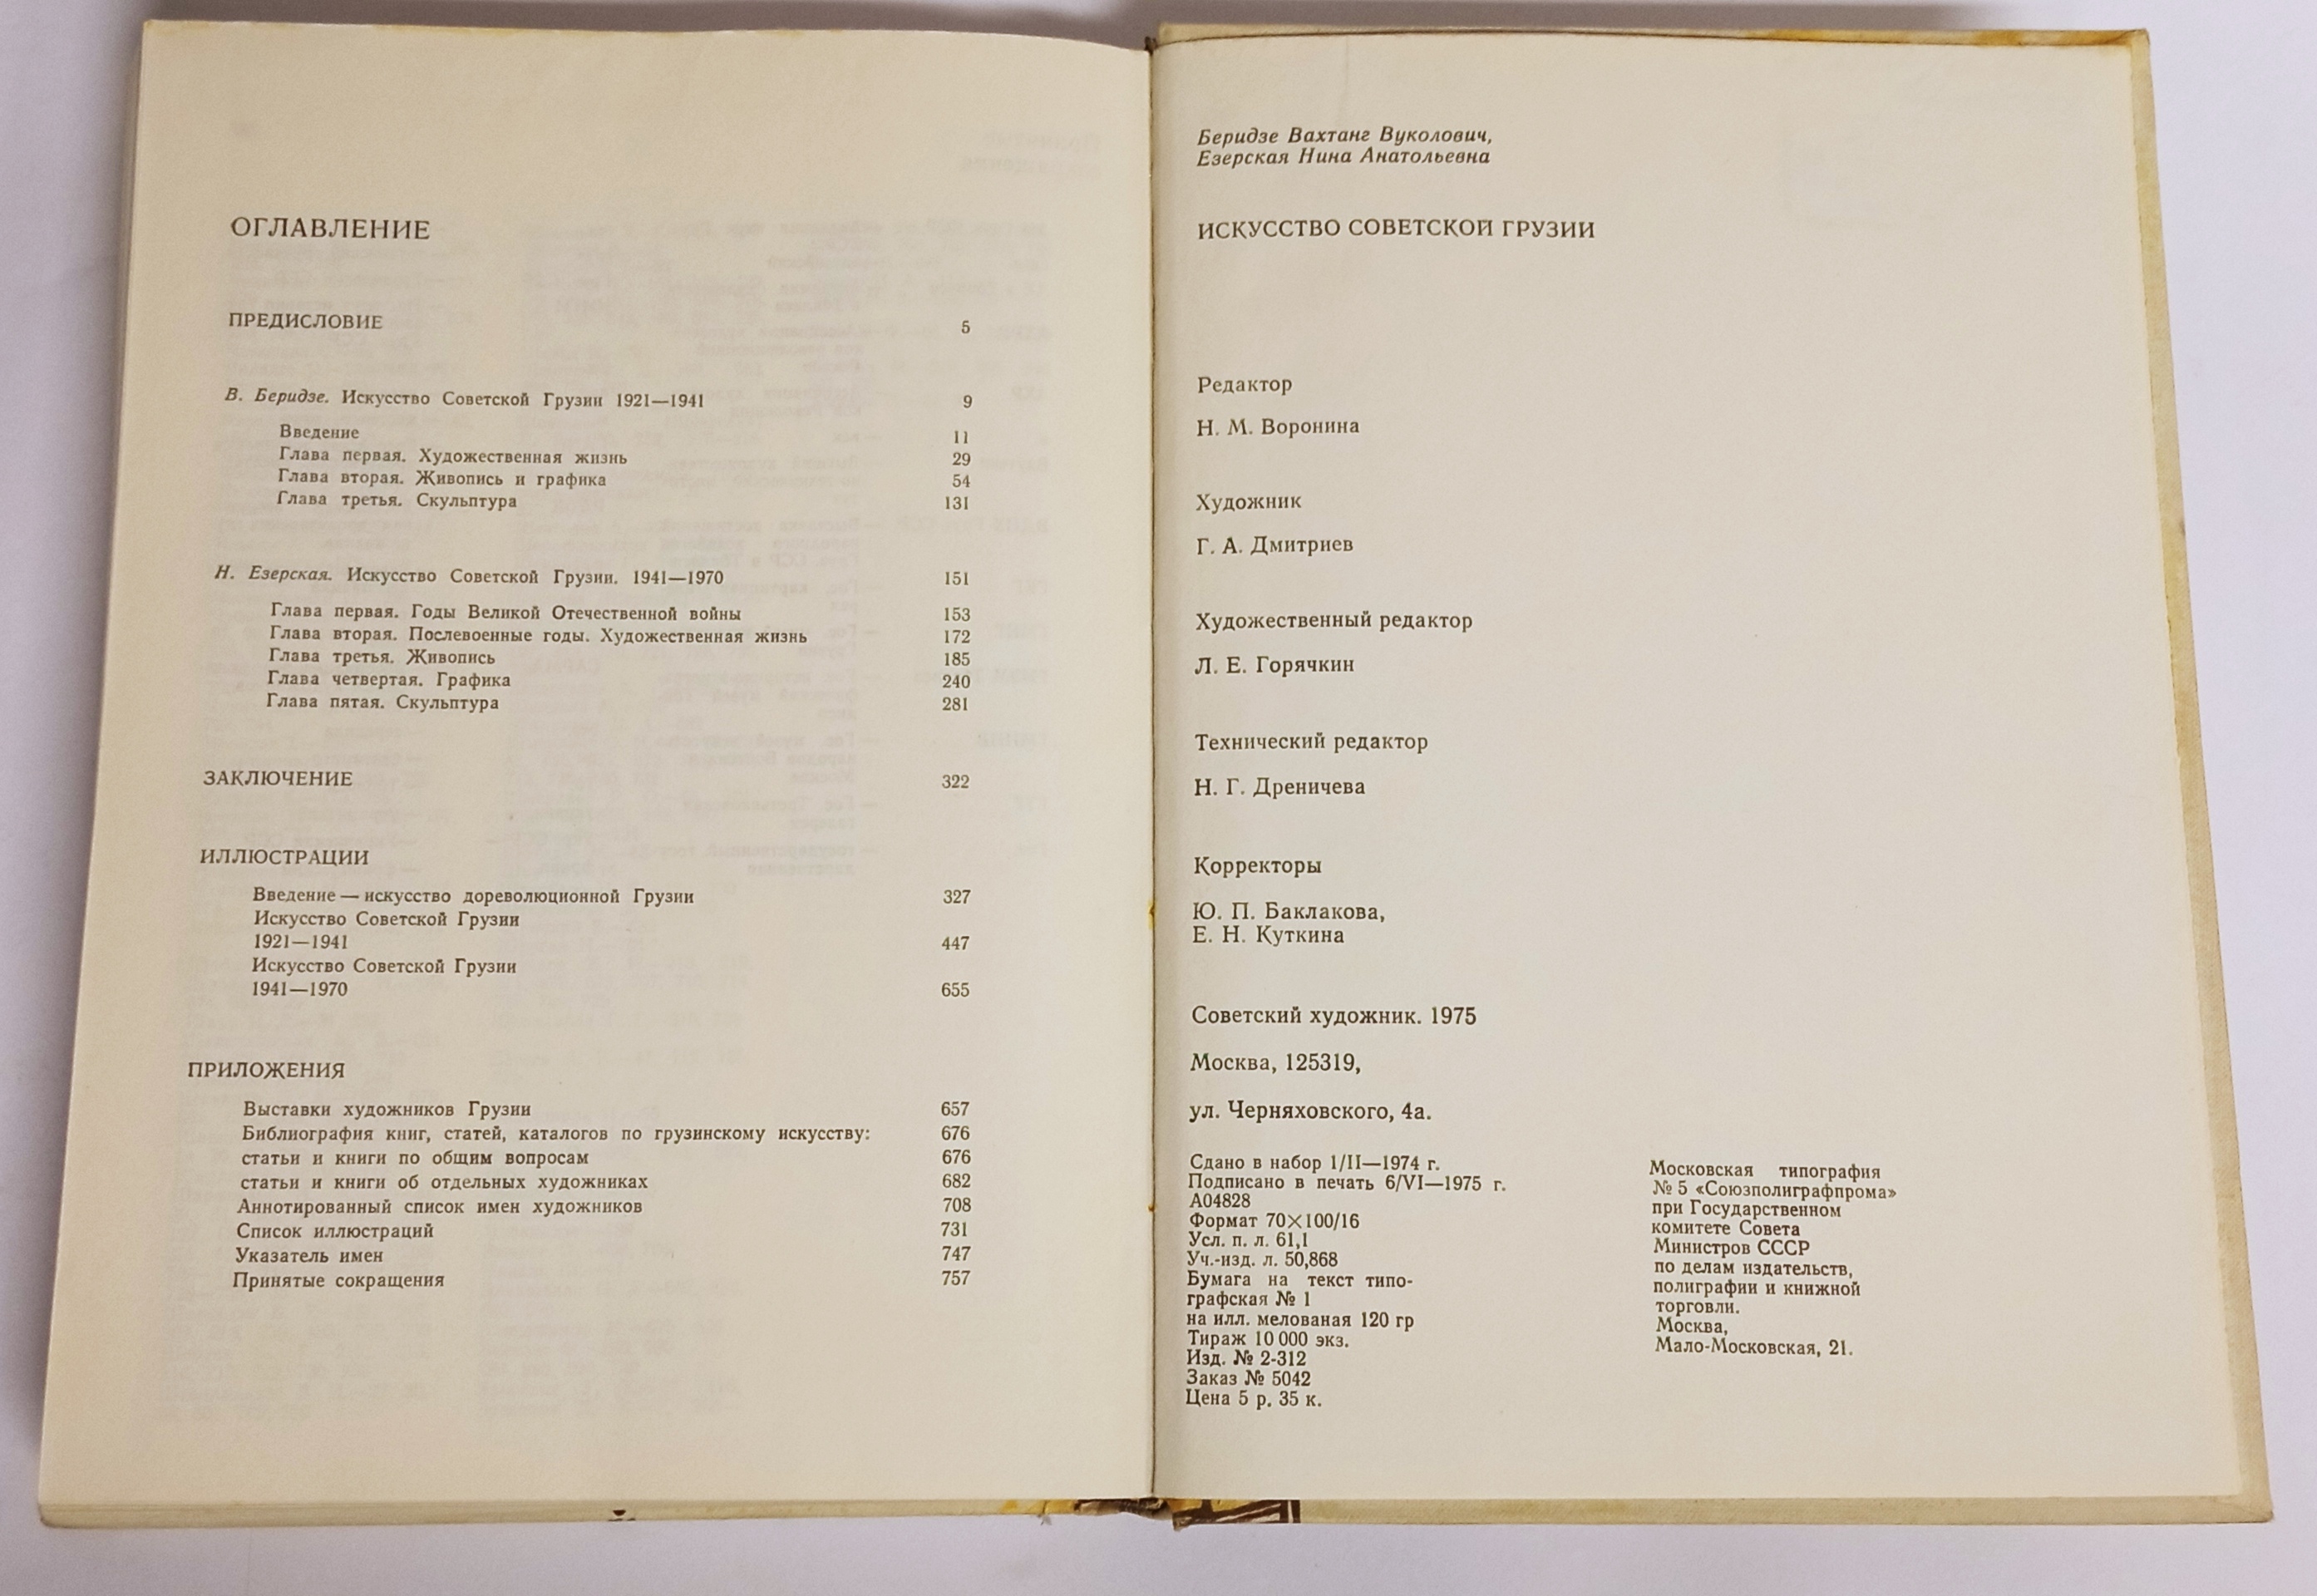 ОГЛАВЛЕНИЕ
ПРЕДИСЛОВИЕ 5
В. Беридзе. Искусство Советской Грузии 1921—1941 9
Введение 11
Глава первая. Художественная жизнь 29
Глава вторая. Живопись и графика 54
Глава третья. Скульптура 131
Н. Езерская. Искусство Советской Грузии. 1941—1970 151
Глава первая. Годы Великой Отечественной войны 153
Глава вторая. Послевоенные годы. Художественная жизнь 172
Глава третья. Живопись 185
Глава четвертая. Графика 240
Глава пятая. Скульптура 281
ЗАКЛЮЧЕНИЕ 322
ИЛЛЮСТРАЦИИ
Введение — искусство дореволюционной Грузии 327
Искусство Советской Грузии
1921—1941 447
Искусство Советской Грузии
1941—1970 655
ПРИЛОЖЕНИЯ
Выставки художников Грузии 657
Библиография книг, статей, каталогов по грузинскому искусству: 676
статьи и книги по общим вопросам 676
статьи и книги об отдельных художниках 682
Аннотированный список имен художников 708
Список иллюстраций 731
Указатель имен 747
Принятые сокращения 757
Беридзе Вахтанг Вуколович,
Езерская Нина Анатольевна
ИСКУССТВО СОВЕТСКОЙ ГРУЗИИ
Редактор
Н. М. Воронина
Художник
Г. А. Дмитриев
Художественный редактор
Л. Е. Горячкин
Технический редактор
Н. Г. Дреничева
Корректоры
Ю. П. Баклакова,
Е. Н. Куткина
Советский художник. 1975
Москва, 125319,
ул. Черняховского, 4а.
Сдано в набор 1/II—1974 г.
Подписано в печать 6/VI—1975 г.
А04828
Формат 70×100/16
Усл. п. л. 61,1
Уч.-изд. л. 50,868
Бумага на текст типо-
графская № 1
на илл. мелованая 120 гр
Тираж 10 000 экз.
Изд. № 2-312
Заказ № 5042
Цена 5 р. 35 к.
Московская типография
№ 5 «Союзполиграфпрома»
при Государственном
комитете Совета
Министров СССР
по делам издательств,
полиграфии и книжной
торговли.
Москва,
Мало-Московская, 21.